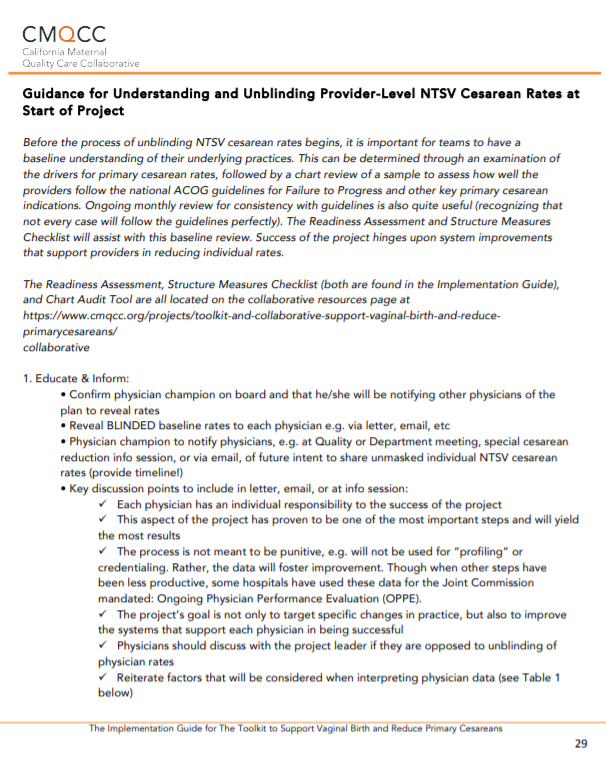 CMQCC
California Maternal
Quality Care Collaborative
Guidance for Understanding and Unblinding Provider-Level NTSV Cesarean Rates at
Start of Project
Before the process of unblinding NTSV cesarean rates begins, it is important for teams to have a
baseline understanding of their underlying practices. This can be determined through an examination of
the drivers for primary cesarean rates, followed by a chart review of a sample to assess how well the
providers follow the national ACOG guidelines for Failure to Progress and other key primary cesarean
indications. Ongoing monthly review for consistency with guidelines is also quite useful (recognizing that
not every case will follow the guidelines perfectly). The Readiness Assessment and Structure Measures
Checklist will assist with this baseline review. Success of the project hinges upon system improvements
that support providers in reducing individual rates.
The Readiness Assessment, Structure Measures Checklist (both are found in the Implementation Guide),
and Chart Audit Tool are all located on the collaborative resources page at
https://www.cmqcc.org/projects/toolkit-and-collaborative-support-vaginal-birth-and-reduce-
primarycesareans/
collaborative
1. Educate & Inform:
• Confirm physician champion on board and that he/she will be notifying other physicians of the
plan to reveal rates
• Reveal BLINDED baseline rates to each physician e.g. via letter, email, etc
• Physician champion to notify physicians, e.g. at Quality or Department meeting, special cesarean
reduction info session, or via email, of future intent to share unmasked individual NTSV cesarean
rates (provide timeline!)
• Key discussion points to include in letter, email, or at info session:
✓ Each physician has an individual responsibility to the success of the project
✓ This aspect of the project has proven to be one of the most important steps and will yield
the most results
✓ The process is not meant to be punitive, e.g. will not be used for "profiling" or
credentialing. Rather, the data will foster improvement. Though when other steps have
been less productive, some hospitals have used these data for the Joint Commission
mandated: Ongoing Physician Performance Evaluation (OPPE).
✓ The project's goal is not only to target specific changes in practice, but also to improve
the systems that support each physician in being successful
✓ Physicians should discuss with the project leader if they are opposed to unblinding of
physician rates
✓ Reiterate factors that will be considered when interpreting physician data (see Table 1
below)
The Implementation Guide for The Toolkit to Support Vaginal Birth and Reduce Primary Cesareans
29